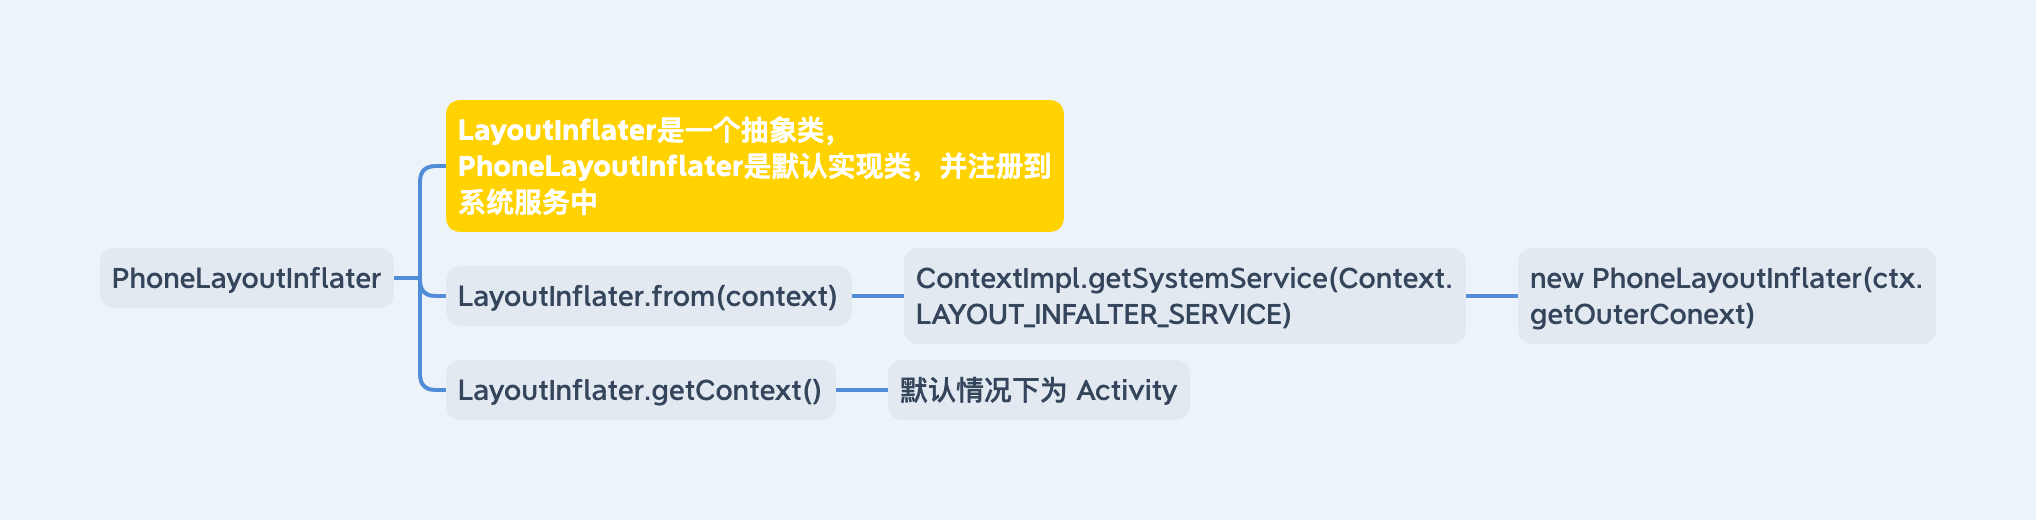 LayoutInflater是一个抽象类，
PhoneLayoutInflater是默认实现类，并注册到
系统服务中
PhoneLayoutInflater
LayoutInflater.from(context)
ContextImpl.getSystemService(Context.
LAYOUT_INFALTER_SERVICE)
new PhoneLayoutInflater(ctx.
getOuterConext)
LayoutInflater.getContext()
默认情况下为 Activity